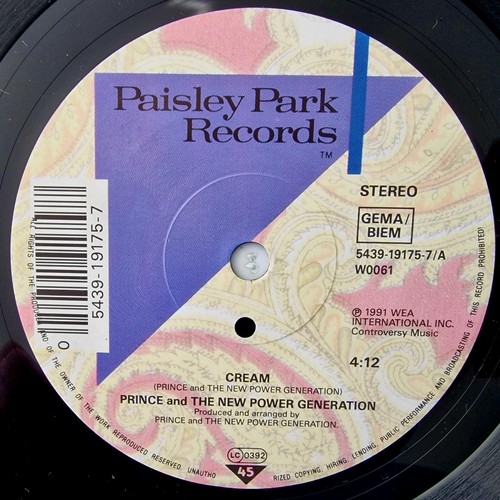 Paisley Park
Records
TM
STEREO
GEMA/
BIEM
5439-19175-7/A
W0061
5439-19175-7
0
℗ 1991 WEA
INTERNATIONAL INC.
Controversy Music
4:12
CREAM
(PRINCE and THE NEW POWER GENERATION)
PRINCE and THE NEW POWER GENERATION
Produced and arranged by
PRINCE and THE NEW POWER GENERATION.
LC 0392
45
ALL RIGHTS OF THE PRODUCER AND OF THE OWNER OF THE WORK REPRODUCED RESERVED. UNAUTHO
RIZED COPYING, HIRING, LENDING, PUBLIC PERFORMANCE AND BROADCASTING OF THIS RECORD PROHIBITED!